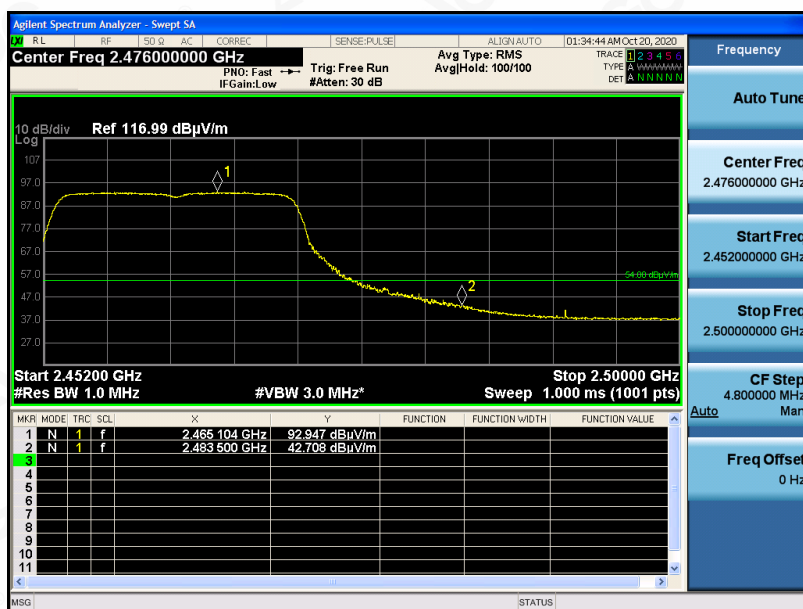 Agilent Spectrum Analyzer - Swept SA
LXI RL RF 50 Ω AC CORREC SENSE:PULSE ALIGN AUTO 01:34:44 AM Oct 20, 2020
Center Freq 2.476000000 GHz
PNO: Fast
IFGain:Low
Trig: Free Run
#Atten: 30 dB
Avg Type: RMS
Avg|Hold: 100/100
TRACE 1 2 3 4 5 6
TYPE A WWWWW
DET A N N N N N
10 dB/div Ref 116.99 dBµV/m
Log
107
97.0
87.0
77.0
67.0
57.0
47.0
37.0
27.0
1
2
54.00 dBµV/m
Start 2.45200 GHz Stop 2.50000 GHz
#Res BW 1.0 MHz #VBW 3.0 MHz* Sweep 1.000 ms (1001 pts)
MKR MODE TRC SCL X Y FUNCTION FUNCTION WIDTH FUNCTION VALUE
1 N 1 f 2.465 104 GHz 92.947 dBµV/m
2 N 1 f 2.483 500 GHz 42.708 dBµV/m
3
4
5
6
7
8
9
10
11
MSG STATUS
Frequency
Auto Tune
Center Freq
2.476000000 GHz
Start Freq
2.452000000 GHz
Stop Freq
2.500000000 GHz
CF Step
4.800000 MHz
Auto Man
Freq Offset
0 Hz